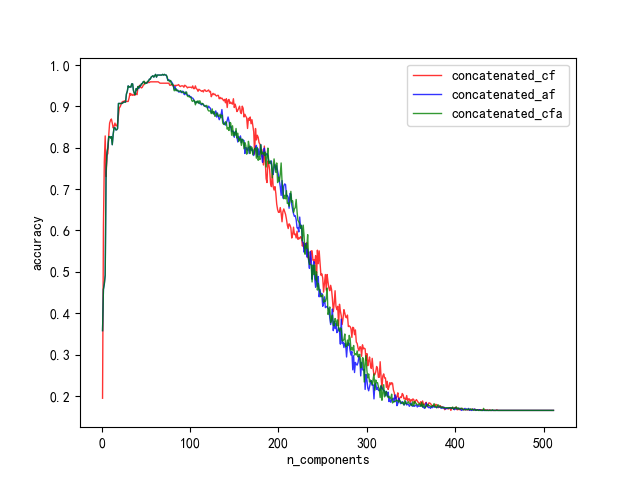 concatenated_cf
concatenated_af
concatenated_cfa
1.0
0.9
0.8
0.7
0.6
0.5
0.4
0.3
0.2
accuracy
0 100 200 300 400 500
n_components